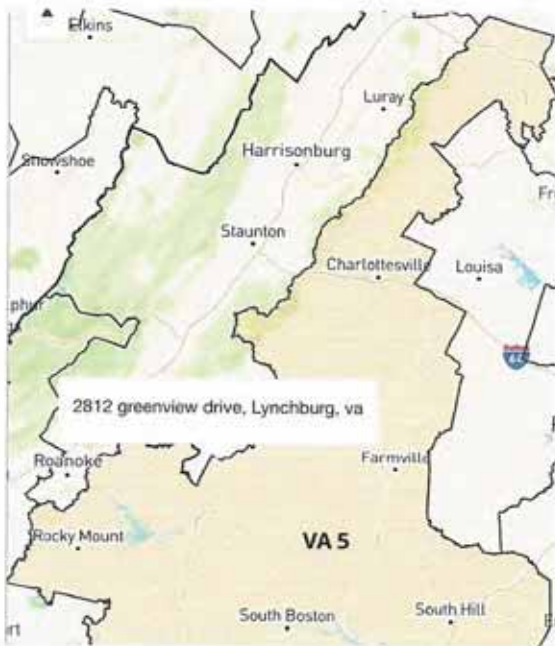 Elkins
Luray
Snowshoe
Harrisonburg
Staunton
Charlottesville
Louisa
64
2812 greenview drive, Lynchburg, va
Roanoke
Farmville
Rocky Mount
VA 5
South Boston
South Hill